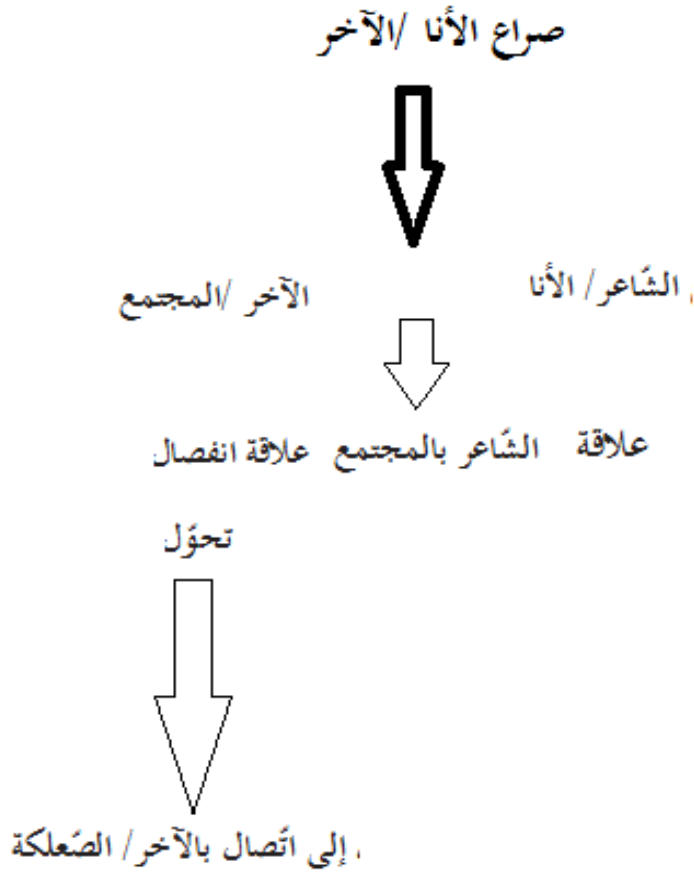 صراع الأنا /الآخر
الشّاعر/ الأنا الآخر /المجتمع
علاقة الشّاعر بالمجتمع علاقة انفصال
تحوّل
إلى اتّصال بالآخر/ الصّعلكة